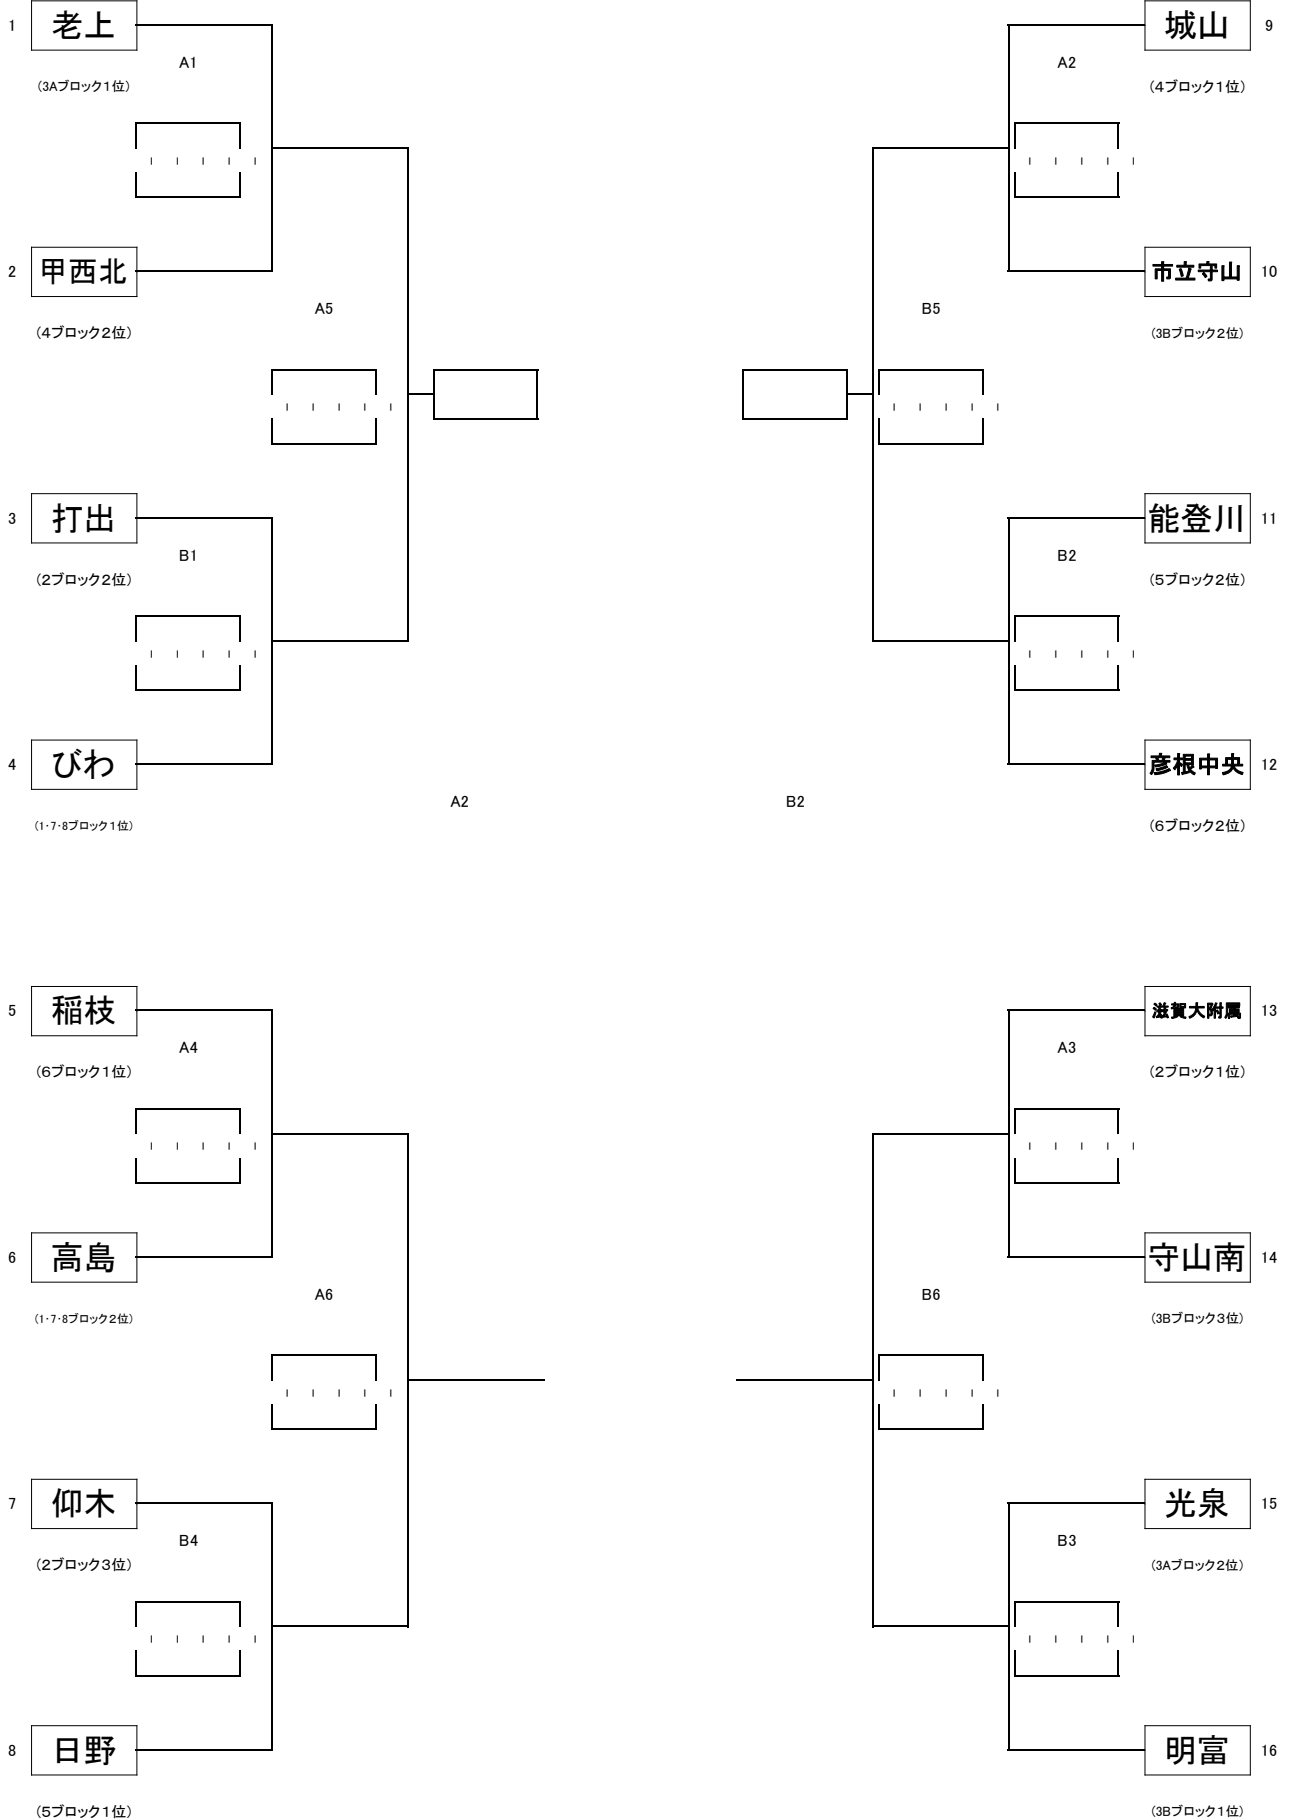 1 老上
A1
(3Aブロック1位)
2 甲西北
(4ブロック2位)
A5
3 打出
B1
(2ブロック2位)
4 びわ
(1・7・8ブロック1位)
A2
5 稲枝
A4
(6ブロック1位)
6 高島
(1・7・8ブロック2位)
A6
7 仰木
B4
(2ブロック3位)
8 日野
(5ブロック1位)
城山 9
A2
(4ブロック1位)
市立守山 10
(3Bブロック2位)
B5
能登川 11
B2
(5ブロック2位)
彦根中央 12
(6ブロック2位)
B2
滋賀大附属 13
A3
(2ブロック1位)
守山南 14
(3Bブロック3位)
B6
光泉 15
B3
(3Aブロック2位)
明富 16
(3Bブロック1位)